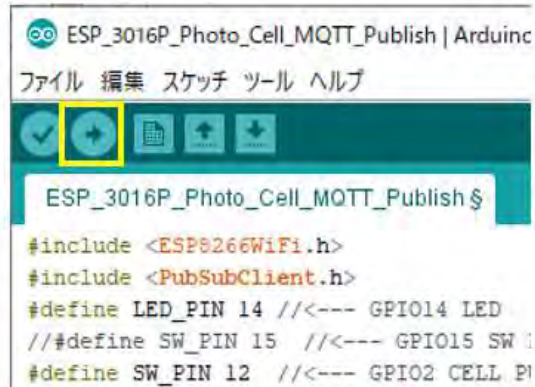 ESP_3016P_Photo_Cell_MQTT_Publish | Arduino
ファイル 編集 スケッチ ツール ヘルプ
ESP_3016P_Photo_Cell_MQTT_Publish §
#include <ESP8266WiFi.h>
#include <PubSubClient.h>
#define LED_PIN 14 //<--- GPIO14 LED
//#define SW_PIN 15 //<--- GPIO15 SW
#define SW_PIN 12 //<--- GPIO2 CELL